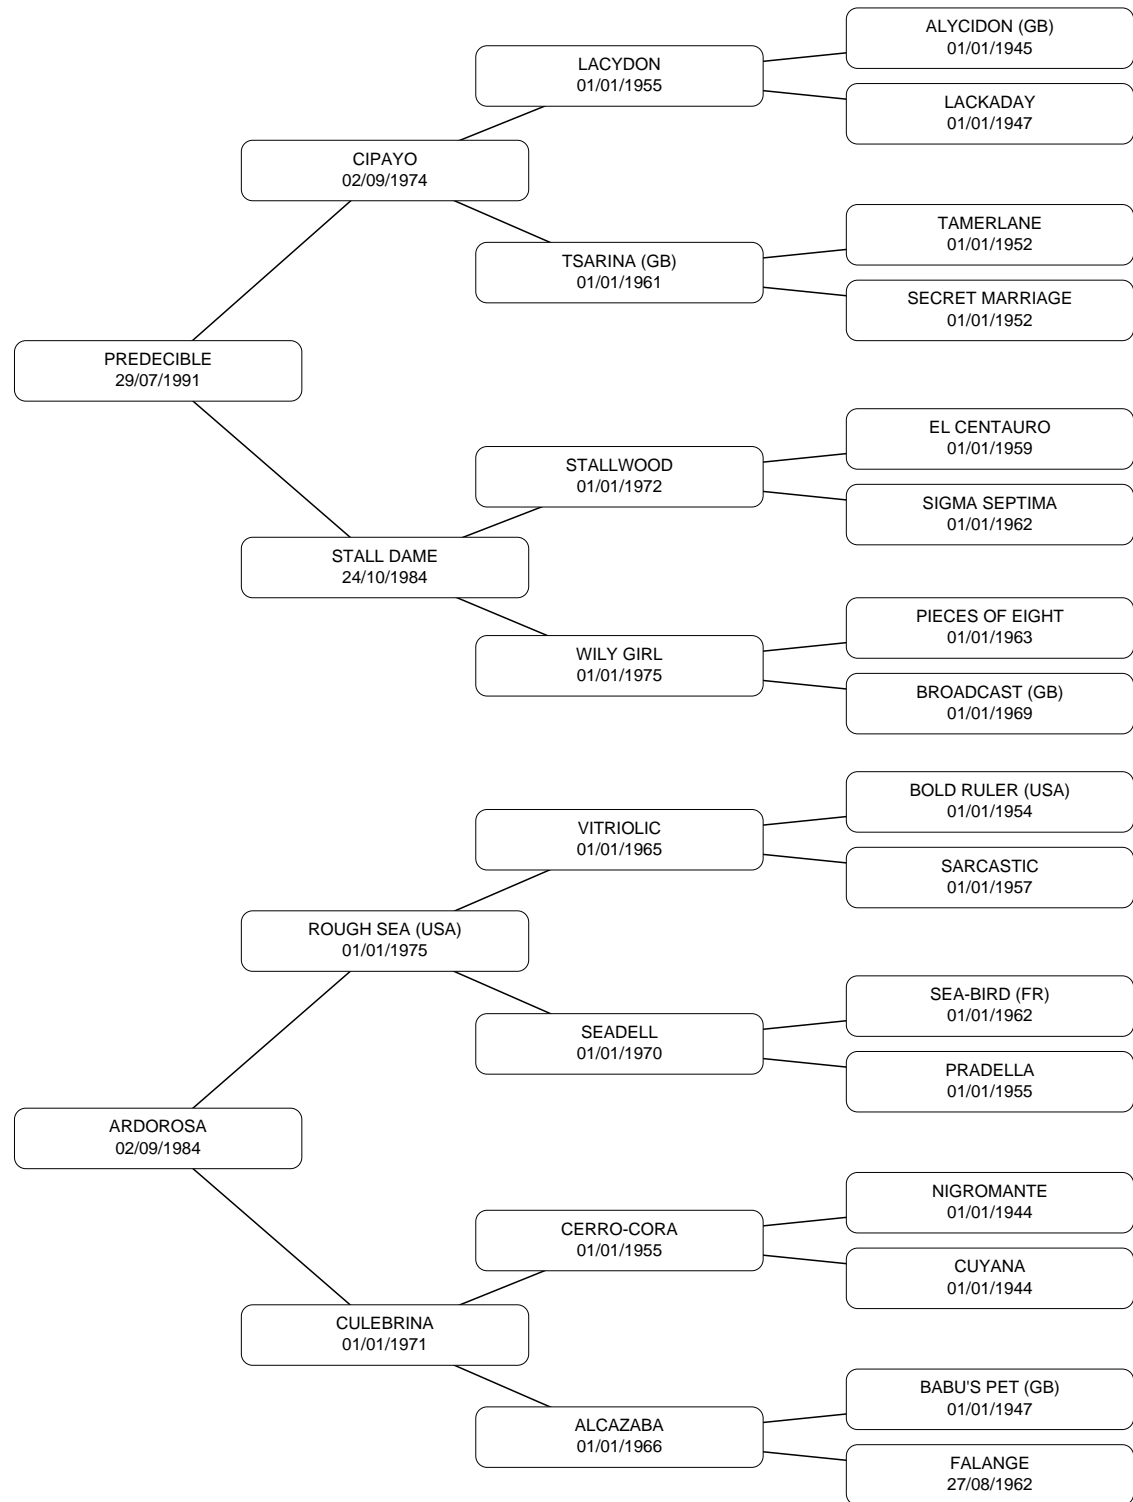 ALYCIDON (GB)
01/01/1945
LACYDON
01/01/1955
LACKADAY
01/01/1947
CIPAYO
02/09/1974
TAMERLANE
01/01/1952
TSARINA (GB)
01/01/1961
SECRET MARRIAGE
01/01/1952
PREDECIBLE
29/07/1991
EL CENTAURO
01/01/1959
STALLWOOD
01/01/1972
SIGMA SEPTIMA
01/01/1962
STALL DAME
24/10/1984
PIECES OF EIGHT
01/01/1963
WILY GIRL
01/01/1975
BROADCAST (GB)
01/01/1969
BOLD RULER (USA)
01/01/1954
VITRIOLIC
01/01/1965
SARCASTIC
01/01/1957
ROUGH SEA (USA)
01/01/1975
SEA-BIRD (FR)
01/01/1962
SEADELL
01/01/1970
PRADELLA
01/01/1955
ARDOROSA
02/09/1984
NIGROMANTE
01/01/1944
CERRO-CORA
01/01/1955
CUYANA
01/01/1944
CULEBRINA
01/01/1971
BABU'S PET (GB)
01/01/1947
ALCAZABA
01/01/1966
FALANGE
27/08/1962